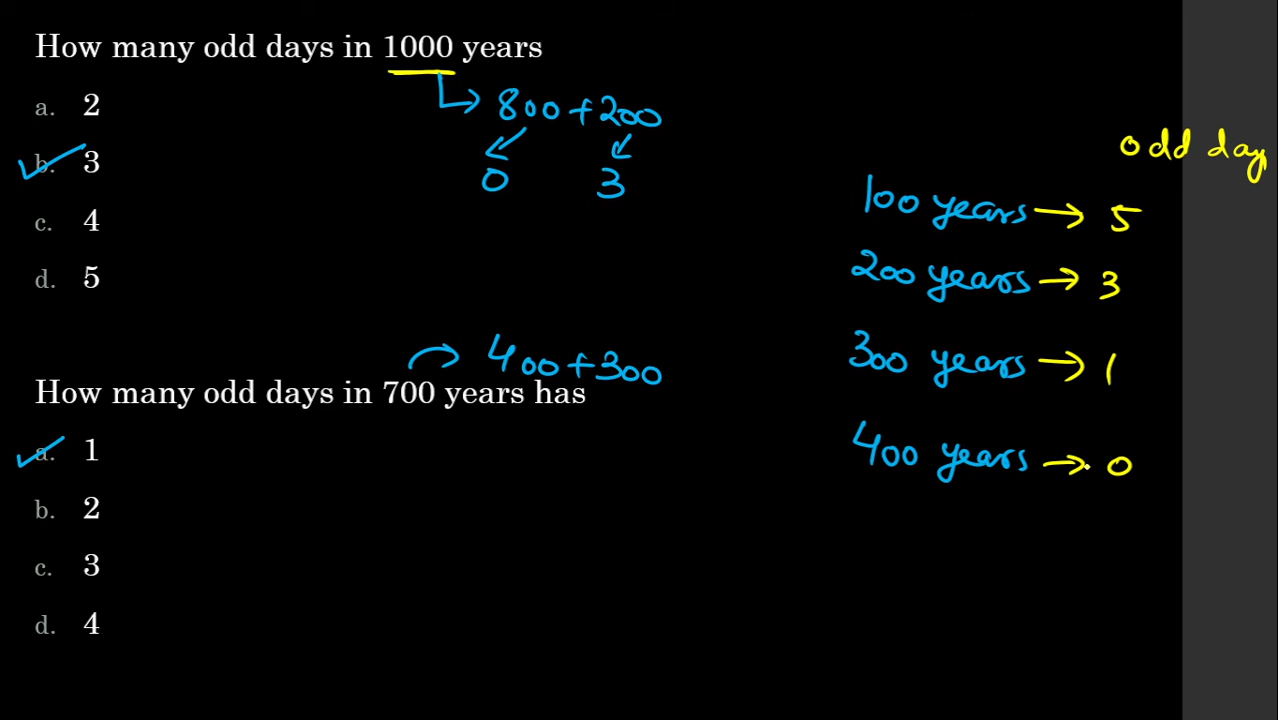 How many odd days in 1000 years
a. 2
b. 3
c. 4
d. 5
800 + 200
0 3
odd day
100 years → 5
200 years → 3
300 years → 1
400 years → 0
400 + 300
How many odd days in 700 years has
a. 1
b. 2
c. 3
d. 4